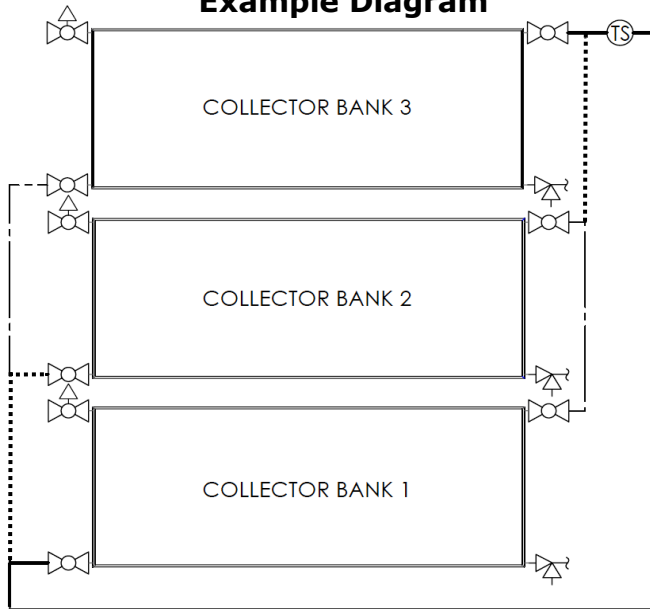 Example Diagram
TS
COLLECTOR BANK 3
COLLECTOR BANK 2
COLLECTOR BANK 1